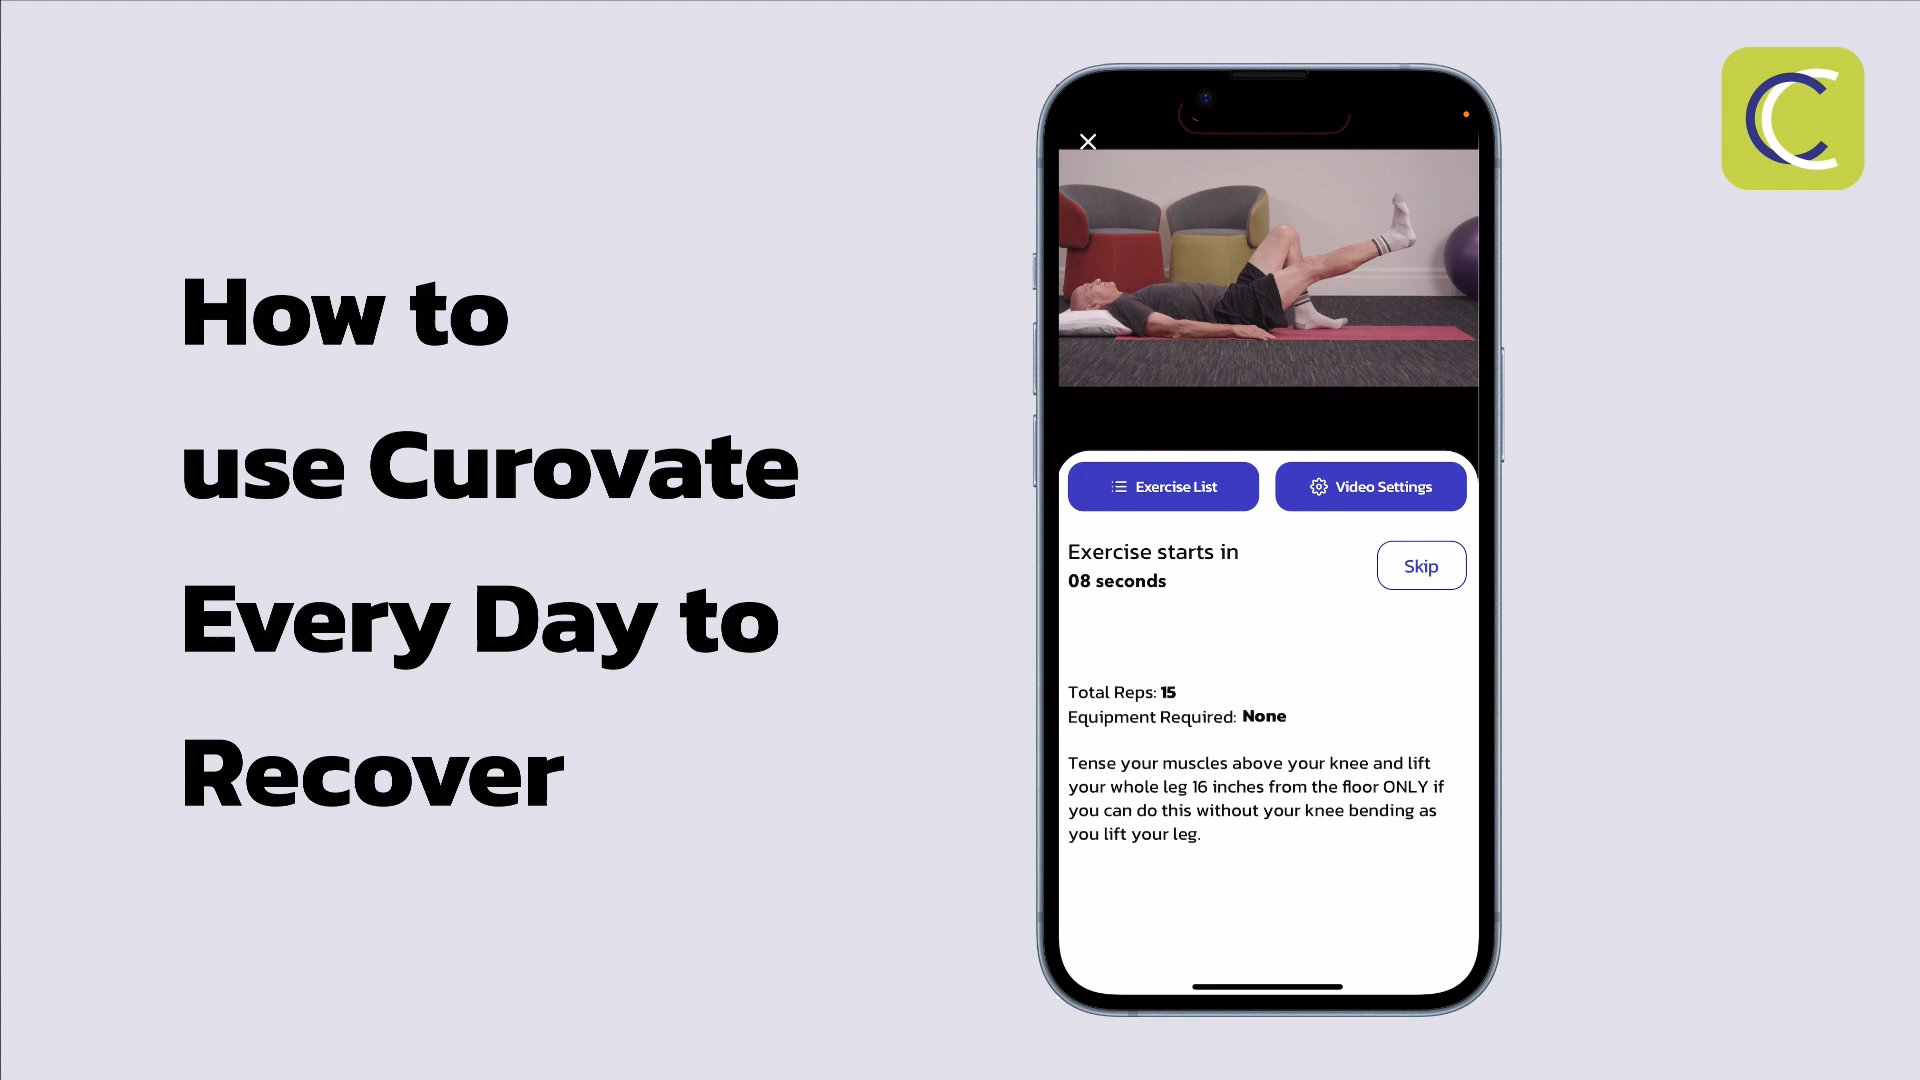 How to
use Curovate
Every Day to
Recover
Exercise List
Video Settings
Exercise starts in
08 seconds
Skip
Total Reps: 15
Equipment Required: None
Tense your muscles above your knee and lift
your whole leg 16 inches from the floor ONLY if
you can do this without your knee bending as
you lift your leg.